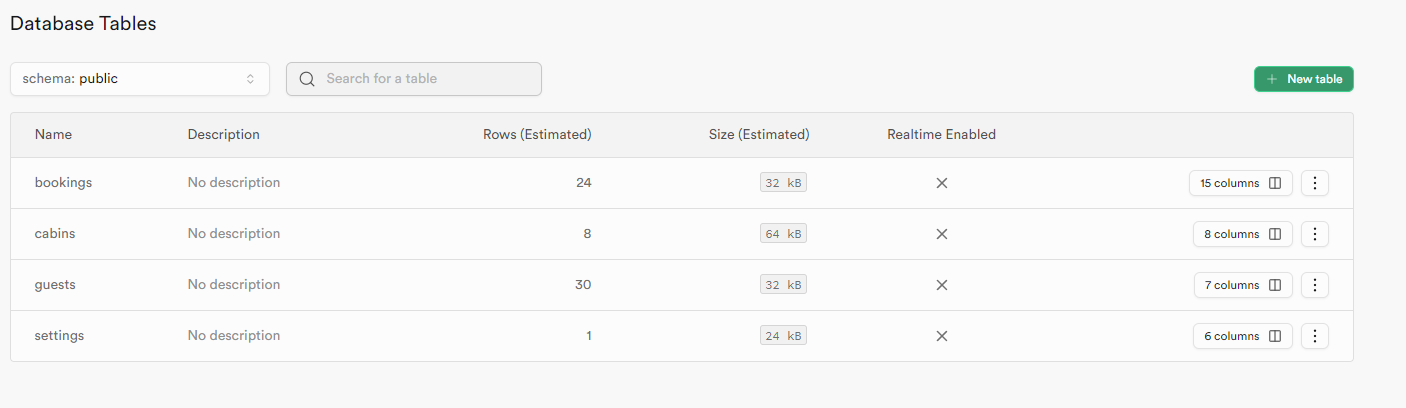 Database Tables
schema: public
Search for a table
New table
Name Description Rows (Estimated) Size (Estimated) Realtime Enabled
bookings No description 24 32 kB 15 columns
cabins No description 8 64 kB 8 columns
guests No description 30 32 kB 7 columns
settings No description 1 24 kB 6 columns